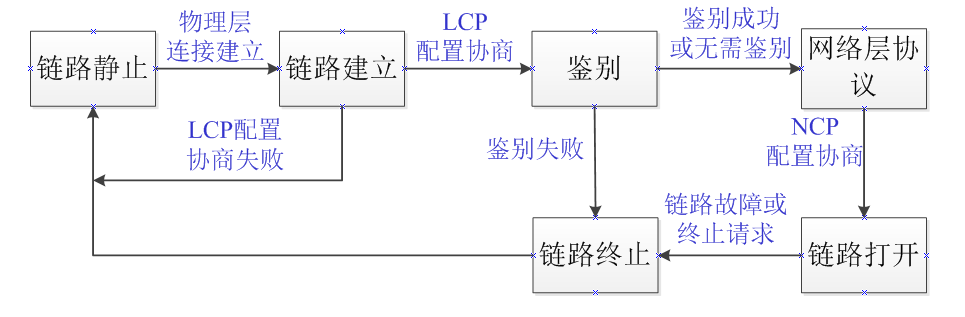 物理层
连接建立
LCP
配置协商
鉴别成功
或无需鉴别
链路静止
链路建立
鉴别
网络层协
议
LCP配置
协商失败
鉴别失败
NCP
配置协商
链路故障或
终止请求
链路终止
链路打开